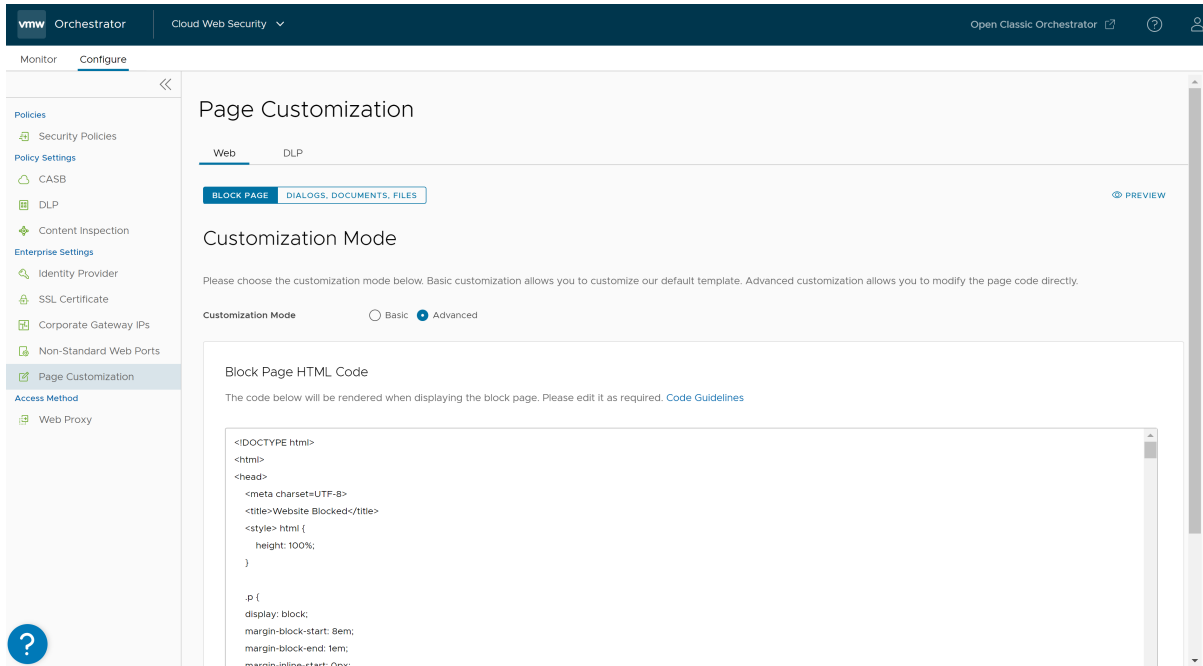 vmw Orchestrator Cloud Web Security Open Classic Orchestrator ?
Monitor Configure
Policies
Security Policies
Policy Settings
CASB
DLP
Content Inspection
Enterprise Settings
Identity Provider
SSL Certificate
Corporate Gateway IPs
Non-Standard Web Ports
Page Customization
Access Method
Web Proxy
?
Page Customization
Web DLP
BLOCK PAGE DIALOGS, DOCUMENTS, FILES PREVIEW
Customization Mode
Please choose the customization mode below. Basic customization allows you to customize our default template. Advanced customization allows you to modify the page code directly.
Customization Mode Basic Advanced
Block Page HTML Code
The code below will be rendered when displaying the block page. Please edit it as required. Code Guidelines
<!DOCTYPE html>
<html>
<head>
<meta charset=UTF-8>
<title>Website Blocked</title>
<style> html {
height: 100%;
}
.p {
display: block;
margin-block-start: 8em;
margin-block-end: 1em;
margin-inline-start: 0px;